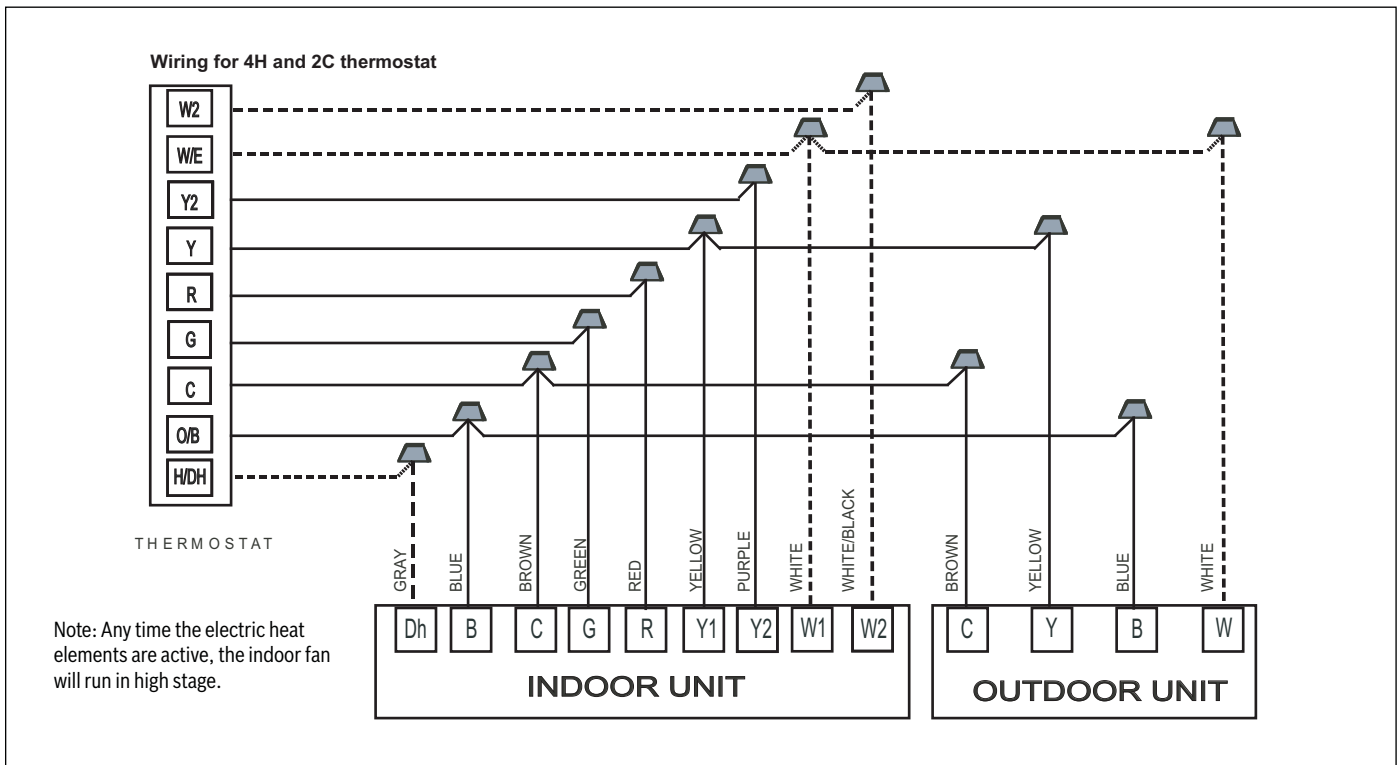 Wiring for 4H and 2C thermostat
W2
W/E
Y2
Y
R
G
C
O/B
H/DH
THERMOSTAT
GRAY
BLUE
BROWN
GREEN
RED
YELLOW
PURPLE
WHITE
WHITE/BLACK
BROWN
YELLOW
BLUE
WHITE
Dh B C G R Y1 Y2 W1 W2
C Y B W
INDOOR UNIT
OUTDOOR UNIT
Note: Any time the electric heat
elements are active, the indoor fan
will run in high stage.